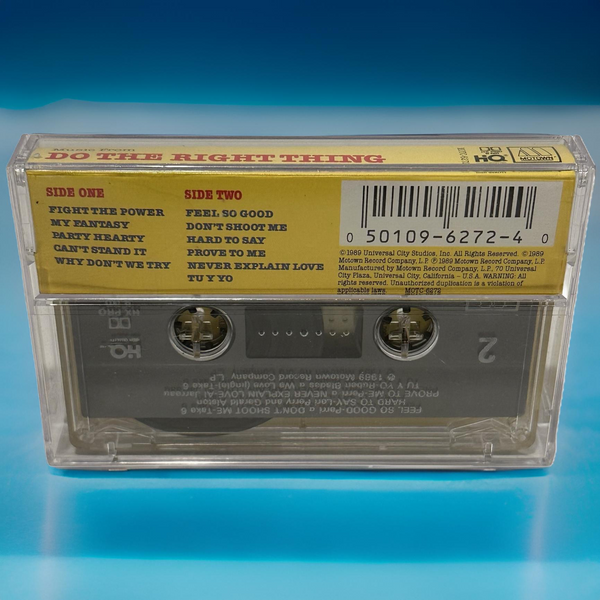 Music From
DO THE RIGHT THING
HQ
MOTOWN
SIDE ONE
FIGHT THE POWER
MY FANTASY
PARTY HEARTY
CAN'T STAND IT
WHY DON'T WE TRY
SIDE TWO
FEEL SO GOOD
DON'T SHOOT ME
HARD TO SAY
PROVE TO ME
NEVER EXPLAIN LOVE
TU Y YO
0 50109-6272-4 0
©1989 Universal City Studios, Inc. All Rights Reserved. ©1989
Motown Record Company, L.P. ℗ 1989 Motown Record Company, L.P.
Manufactured by Motown Record Company, L.P., 70 Universal
City Plaza, Universal City, California - U.S.A. WARNING: All
rights reserved. Unauthorized duplication is a violation of
applicable laws. MOTC-6272
2
HQ
HX PRO
FEEL SO GOOD-Perri □ DON'T SHOOT ME-Take 6
HARD TO SAY-Lori Perry and Gerald Alston
PROVE TO ME-Perri □ NEVER EXPLAIN LOVE-Al Jarreau
TU Y YO-Ruben Blades □ We Love (jingle)-Take 6
℗ 1989 Motown Record Company L.P.